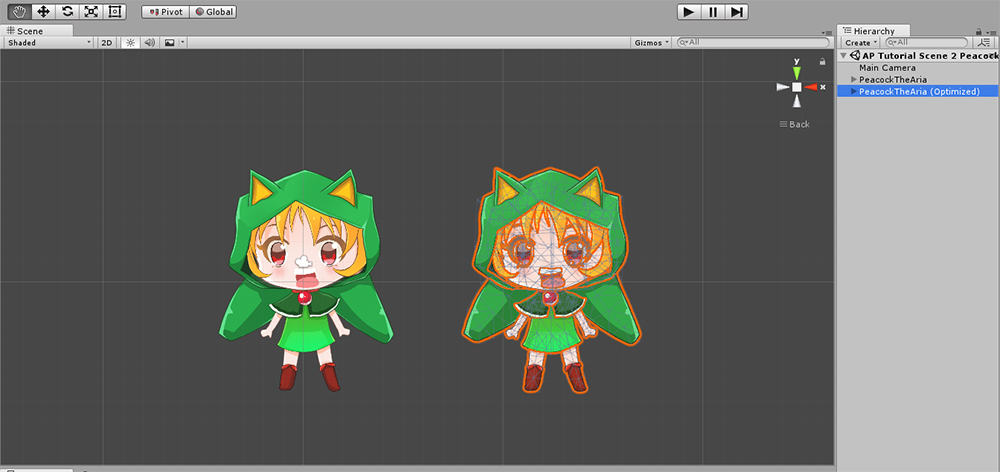 Pivot Global
Scene
Shaded 2D Gizmos All
y
x
Back
Hierarchy
Create All
AP Tutorial Scene 2 Peacock
Main Camera
PeacockTheAria
PeacockTheAria (Optimized)